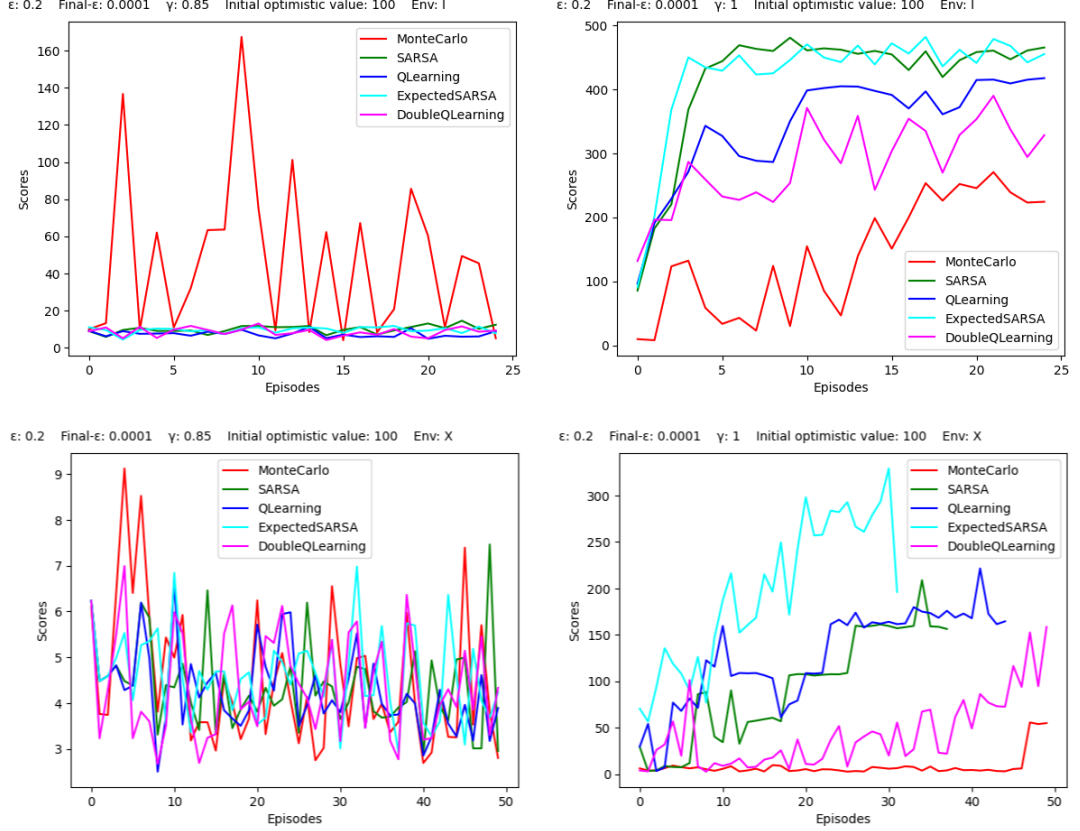 ε: 0.2 Final-ε: 0.0001 γ: 0.85 Initial optimistic value: 100 Env: I
160
140
120
100
80
60
40
20
0
Scores
MonteCarlo
SARSA
QLearning
ExpectedSARSA
DoubleQLearning
0 5 10 15 20 25
Episodes
ε: 0.2 Final-ε: 0.0001 γ: 1 Initial optimistic value: 100 Env: I
500
400
300
200
100
0
Scores
MonteCarlo
SARSA
QLearning
ExpectedSARSA
DoubleQLearning
0 5 10 15 20 25
Episodes
ε: 0.2 Final-ε: 0.0001 γ: 0.85 Initial optimistic value: 100 Env: X
9
8
7
6
5
4
3
Scores
MonteCarlo
SARSA
QLearning
ExpectedSARSA
DoubleQLearning
0 10 20 30 40 50
Episodes
ε: 0.2 Final-ε: 0.0001 γ: 1 Initial optimistic value: 100 Env: X
300
250
200
150
100
50
0
Scores
MonteCarlo
SARSA
QLearning
ExpectedSARSA
DoubleQLearning
0 10 20 30 40 50
Episodes